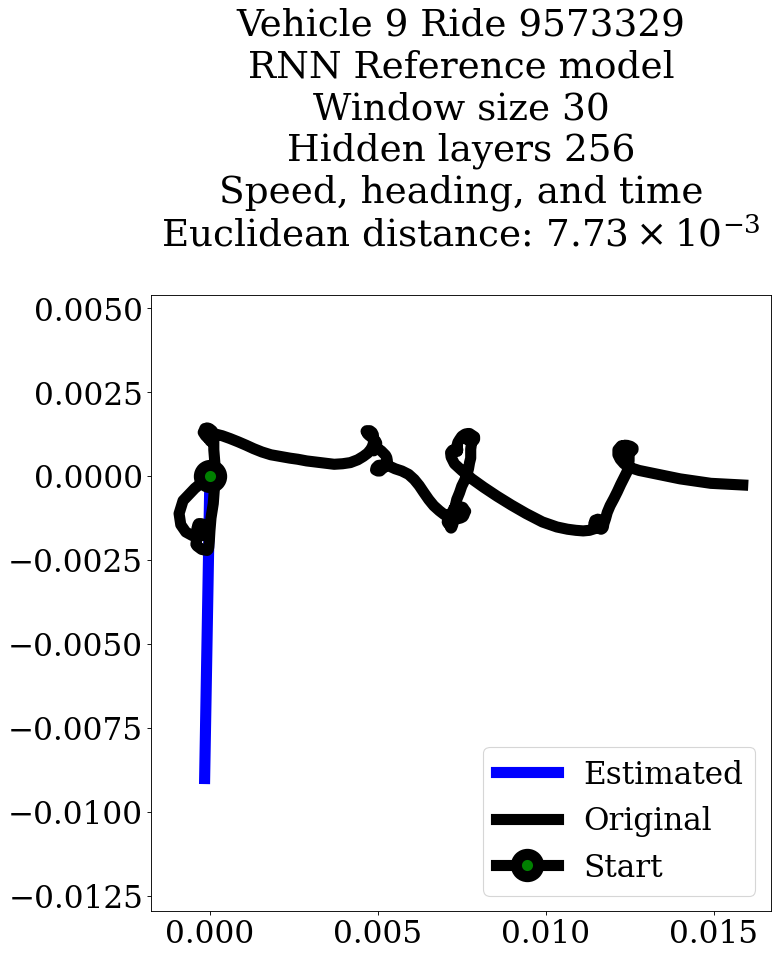 Vehicle 9 Ride 9573329
RNN Reference model
Window size 30
Hidden layers 256
Speed, heading, and time
Euclidean distance: 7.73 × 10⁻³
0.0050
0.0025
0.0000
−0.0025
−0.0050
−0.0075
−0.0100
−0.0125
Estimated
Original
Start
0.000 0.005 0.010 0.015